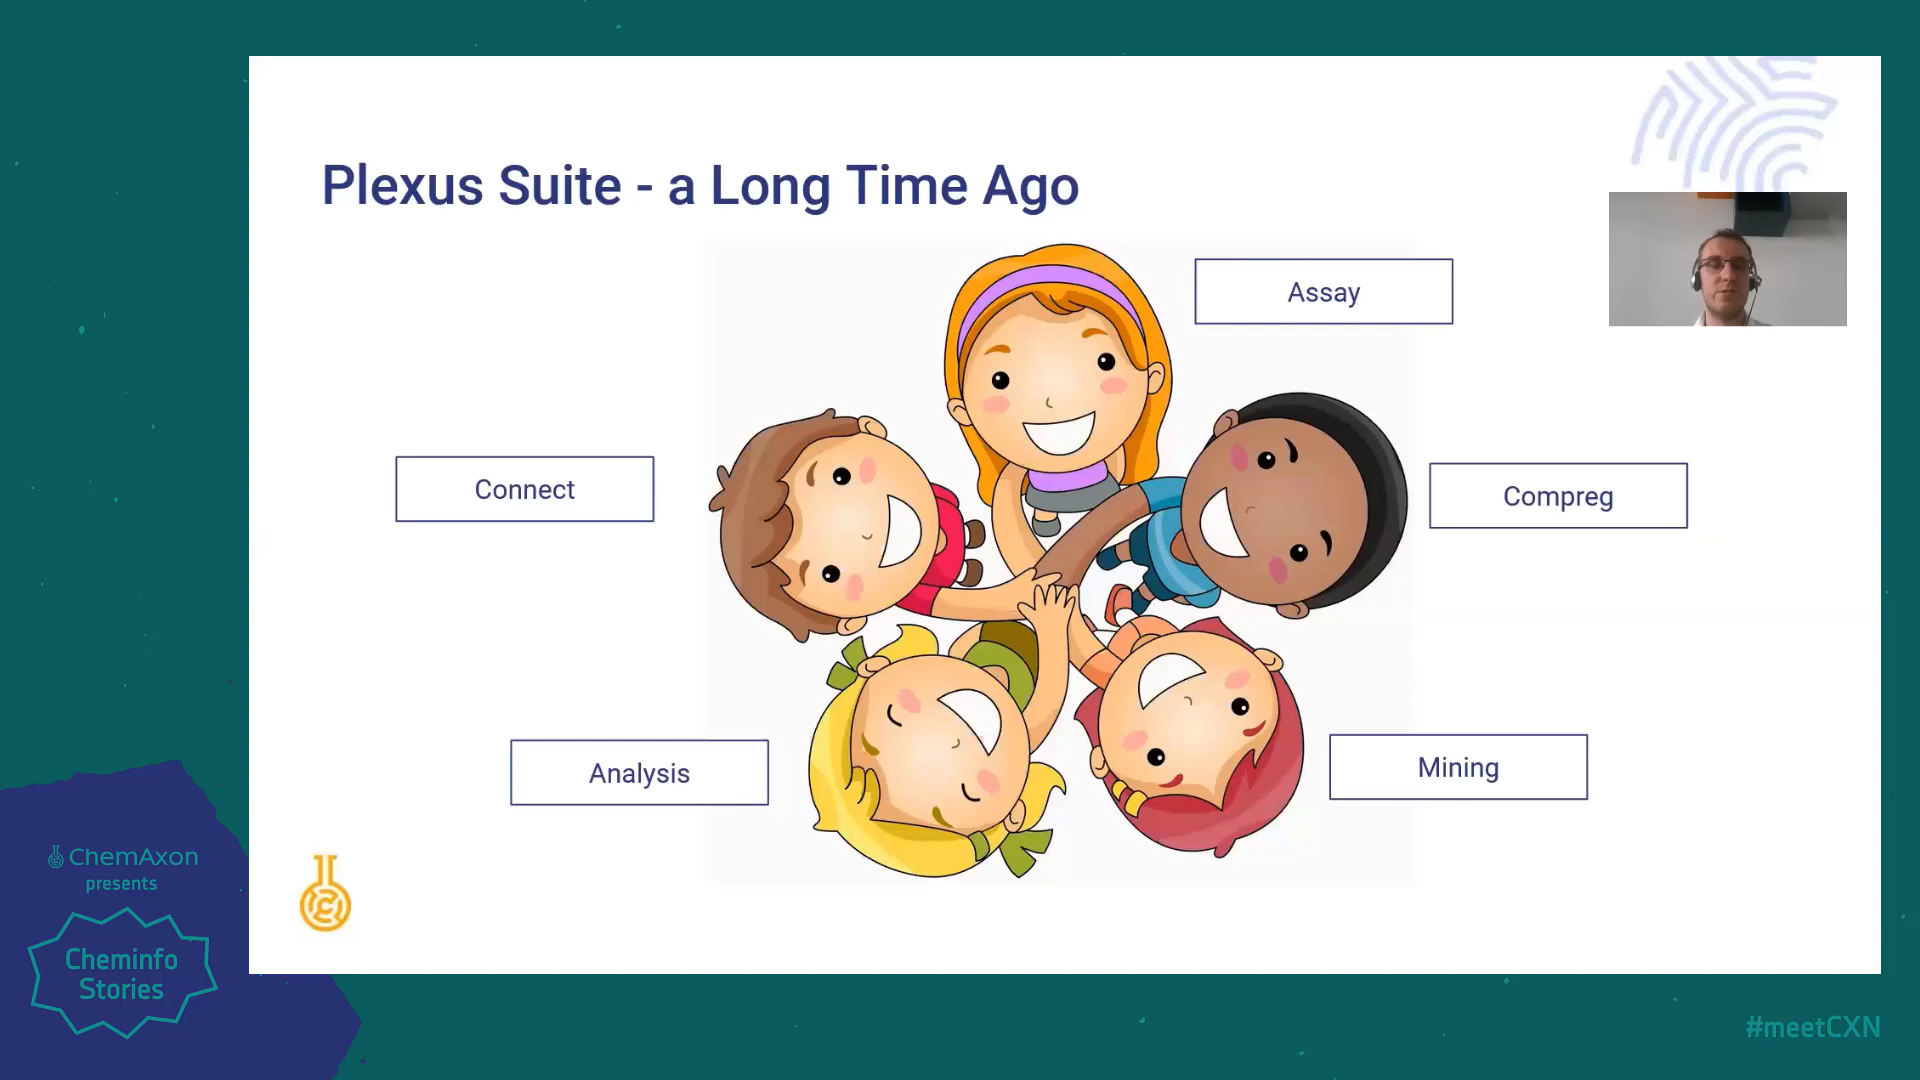 Plexus Suite - a Long Time Ago
Assay
Connect
Compreg
Analysis
Mining
ChemAxon
presents
Cheminfo
Stories
#meetCXN